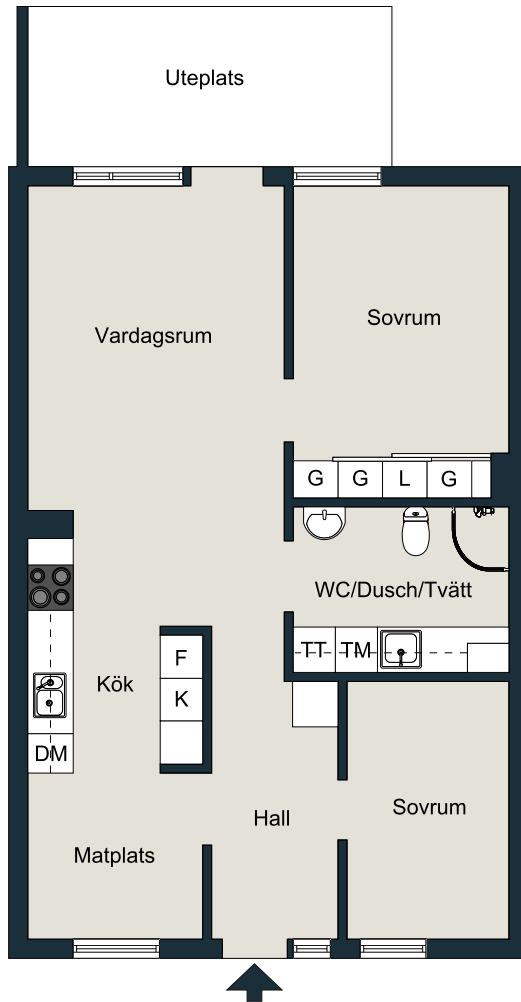 Uteplats
Sovrum
Vardagsrum
G G L G
WC/Dusch/Tvätt
TT TM
F
Kök
K
DM
Sovrum
Hall
Matplats